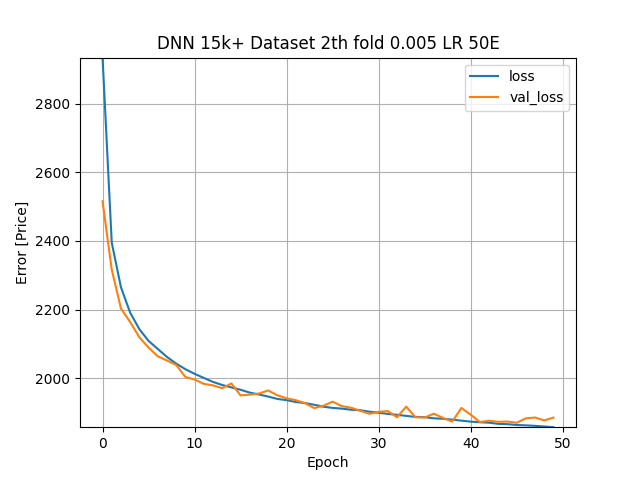 DNN 15k+ Dataset 2th fold 0.005 LR 50E
loss
val_loss
Error [Price]
2800
2600
2400
2200
2000
0 10 20 30 40 50
Epoch